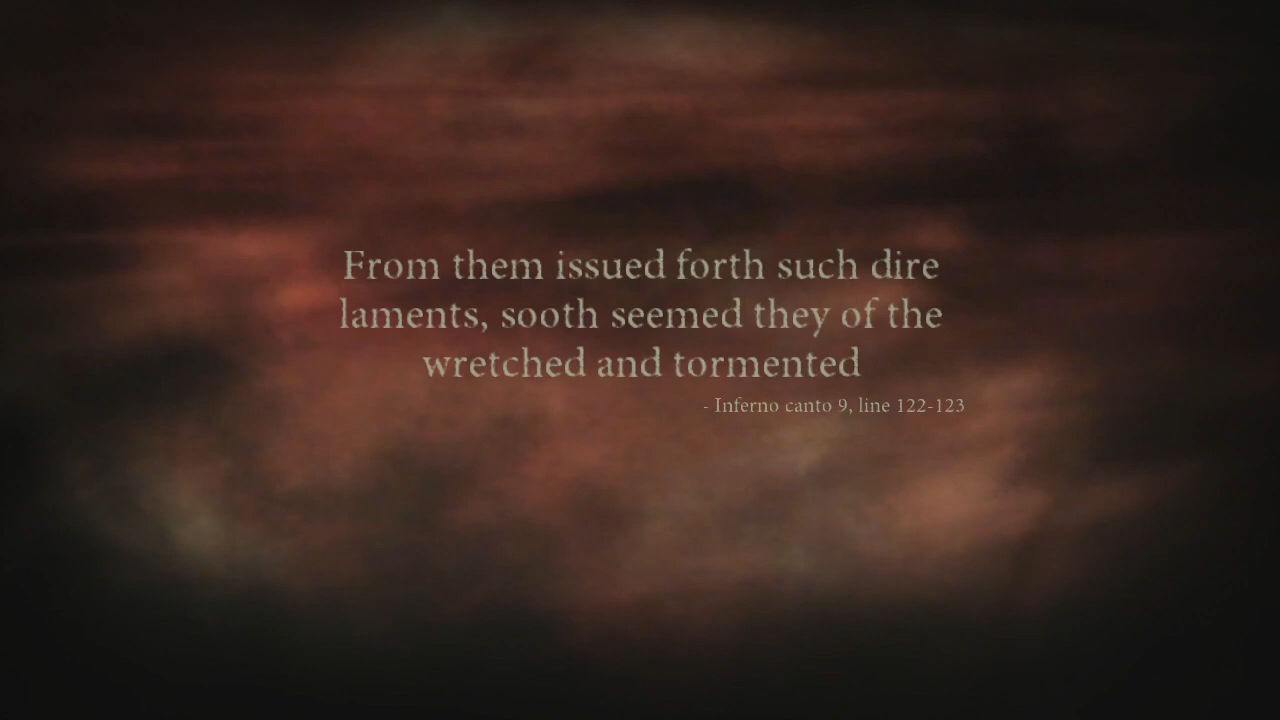 From them issued forth such dire
laments, sooth seemed they of the
wretched and tormented
- Inferno canto 9, line 122-123